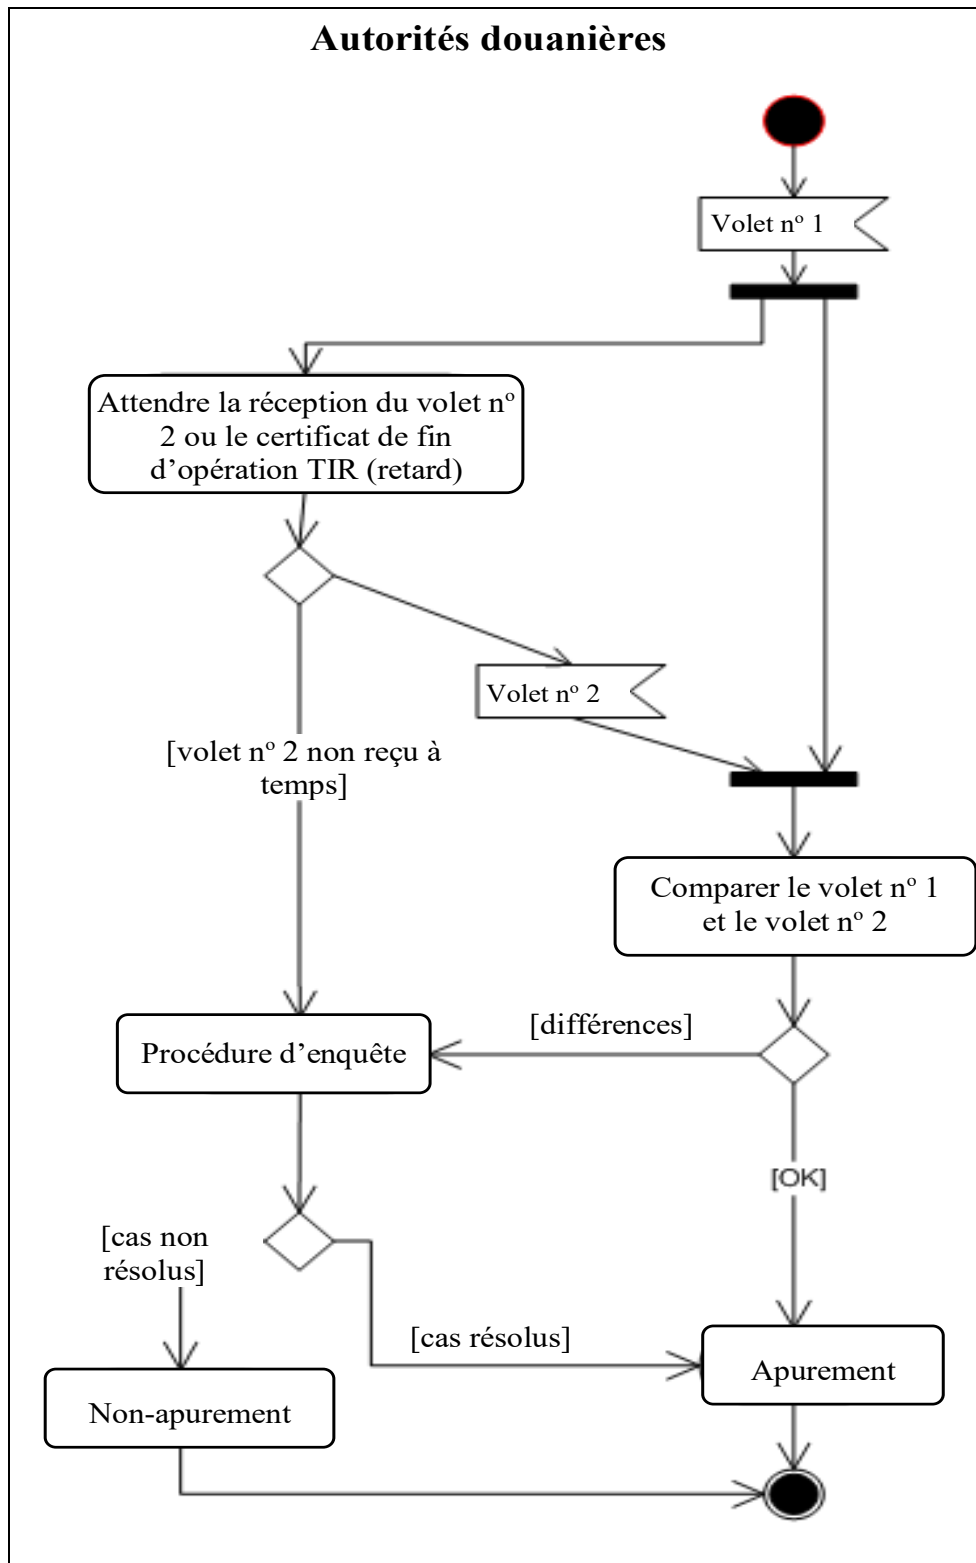 Autorités douanières
Volet nº 1
Attendre la réception du volet nº
2 ou le certificat de fin
d’opération TIR (retard)
Volet nº 2
[volet nº 2 non reçu à
temps]
Comparer le volet nº 1
et le volet nº 2
[différences]
Procédure d’enquête
[OK]
[cas non
résolus]
[cas résolus]
Apurement
Non-apurement